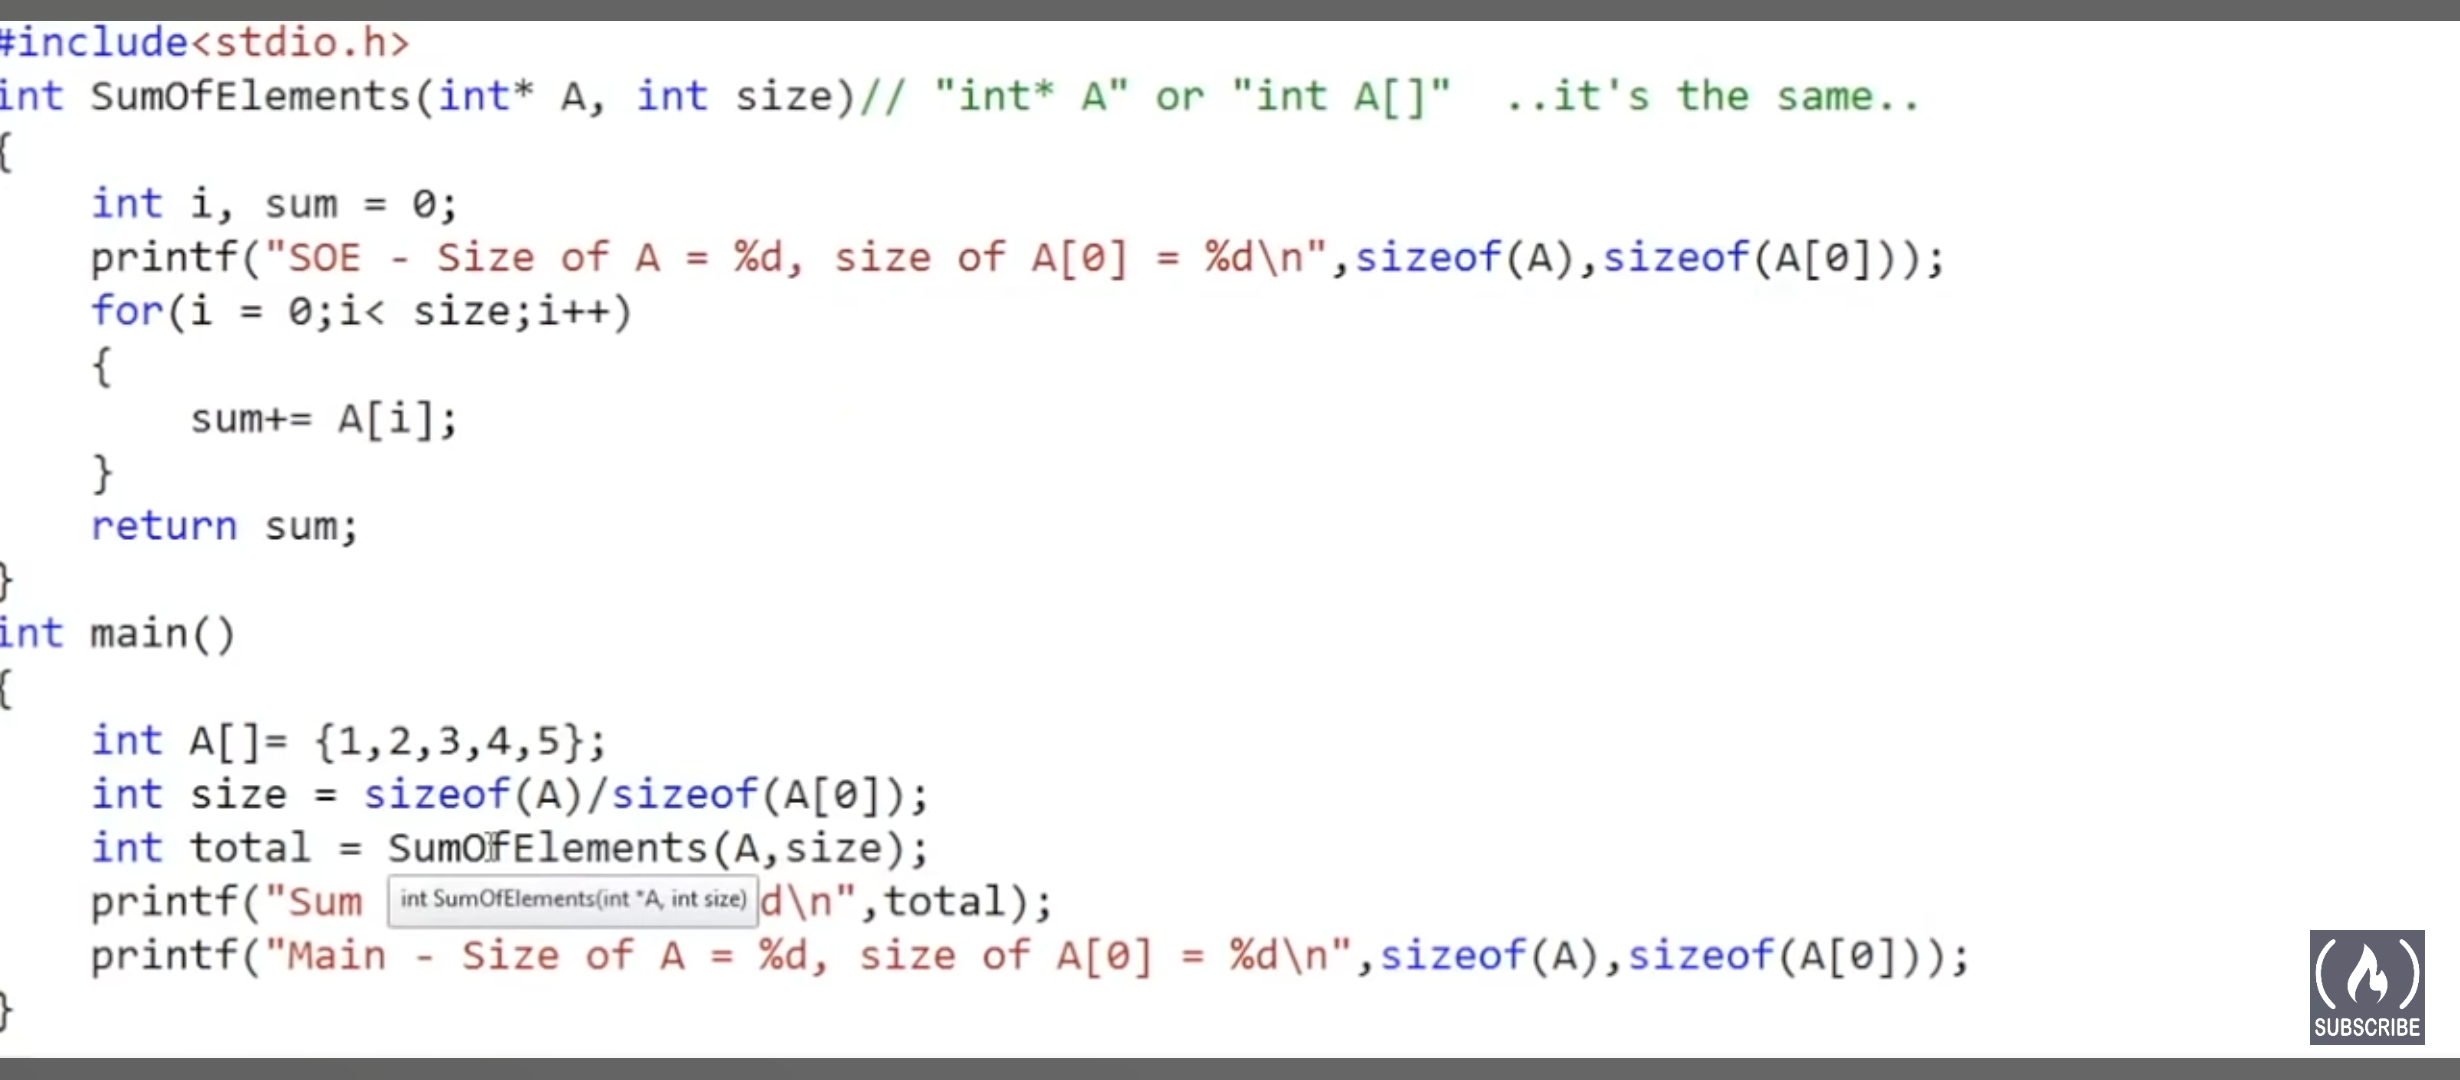 #include<stdio.h>
int SumOfElements(int* A, int size)// "int* A" or "int A[]"  ..it's the same..
{
    int i, sum = 0;
    printf("SOE - Size of A = %d, size of A[0] = %d\n",sizeof(A),sizeof(A[0]));
    for(i = 0;i< size;i++)
    {
        sum+= A[i];
    }
    return sum;
}
int main()
{
    int A[]= {1,2,3,4,5};
    int size = sizeof(A)/sizeof(A[0]);
    int total = SumOfElements(A,size);
    printf("Sum int SumOfElements(int *A, int size) d\n",total);
    printf("Main - Size of A = %d, size of A[0] = %d\n",sizeof(A),sizeof(A[0]));
}
SUBSCRIBE